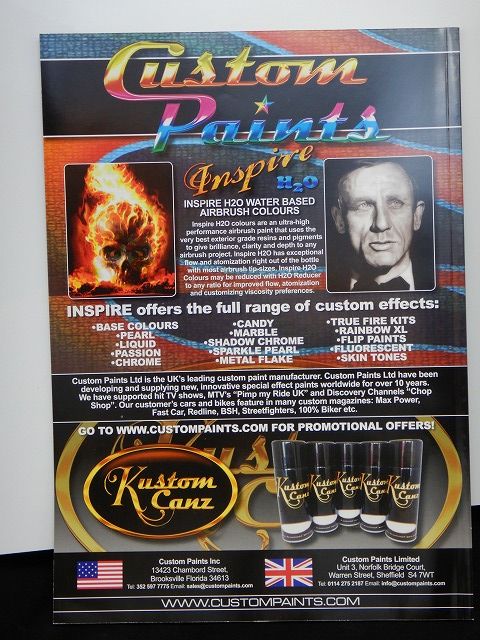 Custom
Paints
Inspire
H2O
INSPIRE H2O WATER BASED
AIRBRUSH COLOURS
Inspire H2O colours are an ultra-high
performance airbrush paint that uses the
very best exterior grade resins and pigments
to give brilliance, clarity and depth to any
airbrush project. Inspire H2O has exceptional
flow and atomization right out of the bottle
with most airbrush tip-sizes. Inspire H2O
Colours may be reduced with H2O Reducer
to any ratio for improved flow, atomization
and customizing viscosity preferences.
INSPIRE offers the full range of custom effects:
•BASE COLOURS
•PEARL
•LIQUID
•PASSION
•CHROME
•CANDY
•MARBLE
•SHADOW CHROME
•SPARKLE PEARL
•METAL FLAKE
•TRUE FIRE KITS
•RAINBOW XL
•FLIP PAINTS
•FLUORESCENT
•SKIN TONES
Custom Paints Ltd is the UK's leading custom paint manufacturer. Custom Paints Ltd have been
developing and supplying new, innovative special effect paints worldwide for over 10 years.
We have supported hit TV shows, MTV's "Pimp my Ride UK" and Discovery Channels "Chop
Shop". Our customer's cars and bikes feature in many custom magazines: Max Power,
Fast Car, Redline, BSH, Streetfighters, 100% Biker etc.
GO TO WWW.CUSTOMPAINTS.COM FOR PROMOTIONAL OFFERS!
Kustom
Canz
Kustom
Canz
Kustom
Canz
Kustom
Canz
Kustom
Canz
Kustom
Canz
Custom Paints Inc
13423 Chambord Street,
Brooksville Florida 34613
Tel: 352 597 7775 Email: sales@custompaints.com
Custom Paints Limited
Unit 3, Norfolk Bridge Court,
Warren Street, Sheffield S4 7WT
Tel: 0114 275 2187 Email: info@custompaints.com
WWW.CUSTOMPAINTS.COM